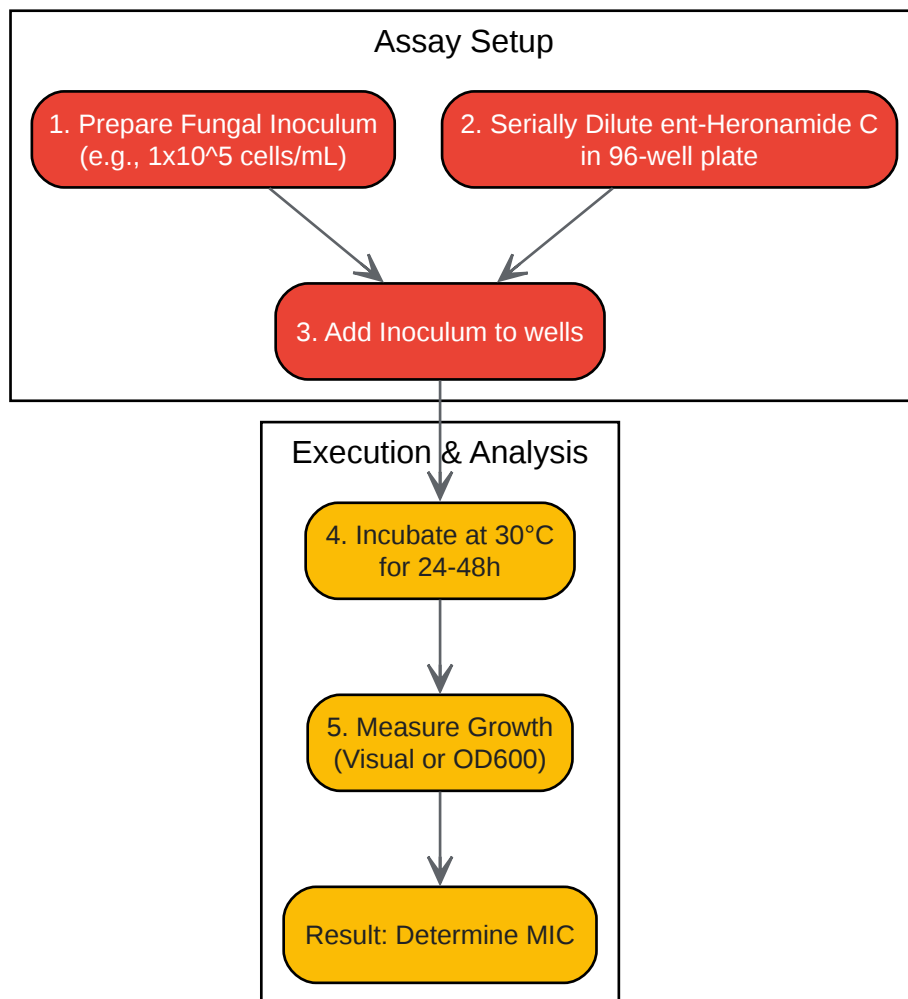 Assay Setup
1. Prepare Fungal Inoculum
(e.g., 1x10^5 cells/mL)
2. Serially Dilute ent-Heronamide C
in 96-well plate
3. Add Inoculum to wells
Execution & Analysis
4. Incubate at 30°C
for 24-48h
5. Measure Growth
(Visual or OD600)
Result: Determine MIC